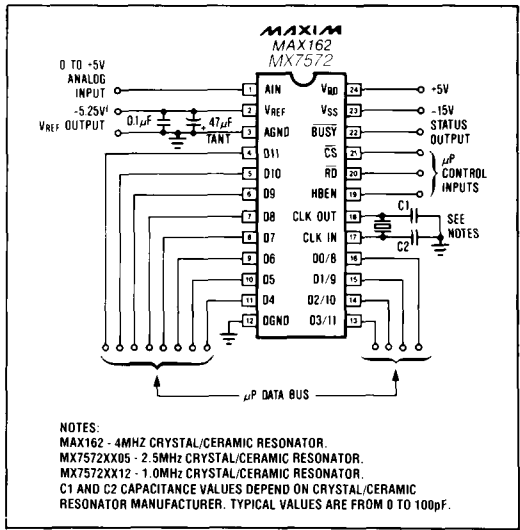 MAXIM
MAX162
MX7572
0 TO +5V
ANALOG
INPUT
-5.25V
VREF OUTPUT
0.1µF
+ 47µF
TANT
1 AIN
2 VREF
3 AGND
4 D11
5 D10
6 D9
7 D8
8 D7
9 D6
10 D5
11 D4
12 DGND
VDD 24
VSS 23
BUSY 22
CS 21
RD 20
HBEN 19
CLK OUT 18
CLK IN 17
D0/8 16
D1/9 15
D2/10 14
D3/11 13
+5V
-15V
STATUS
OUTPUT
µP
CONTROL
INPUTS
C1
C2
SEE
NOTES
µP DATA BUS
NOTES:
MAX162 - 4MHZ CRYSTAL/CERAMIC RESONATOR.
MX7572XX05 - 2.5MHz CRYSTAL/CERAMIC RESONATOR.
MX7572XX12 - 1.0MHz CRYSTAL/CERAMIC RESONATOR.
C1 AND C2 CAPACITANCE VALUES DEPEND ON CRYSTAL/CERAMIC
RESONATOR MANUFACTURER. TYPICAL VALUES ARE FROM 0 TO 100pF.